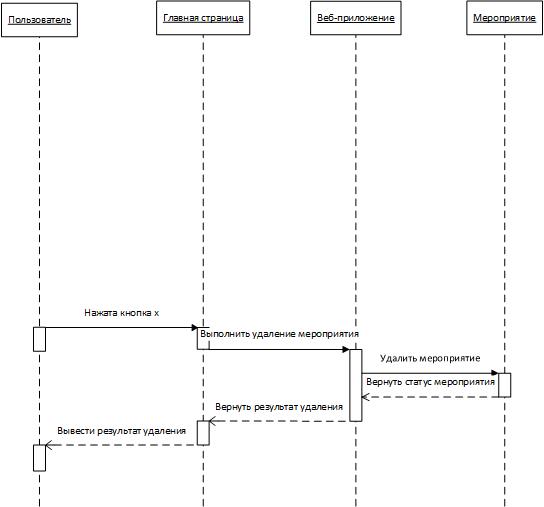 Пользователь
Главная страница
Веб-приложение
Мероприятие
Нажата кнопка x
Выполнить удаление мероприятия
Удалить мероприятие
Вернуть статус мероприятия
Вернуть результат удаления
Вывести результат удаления